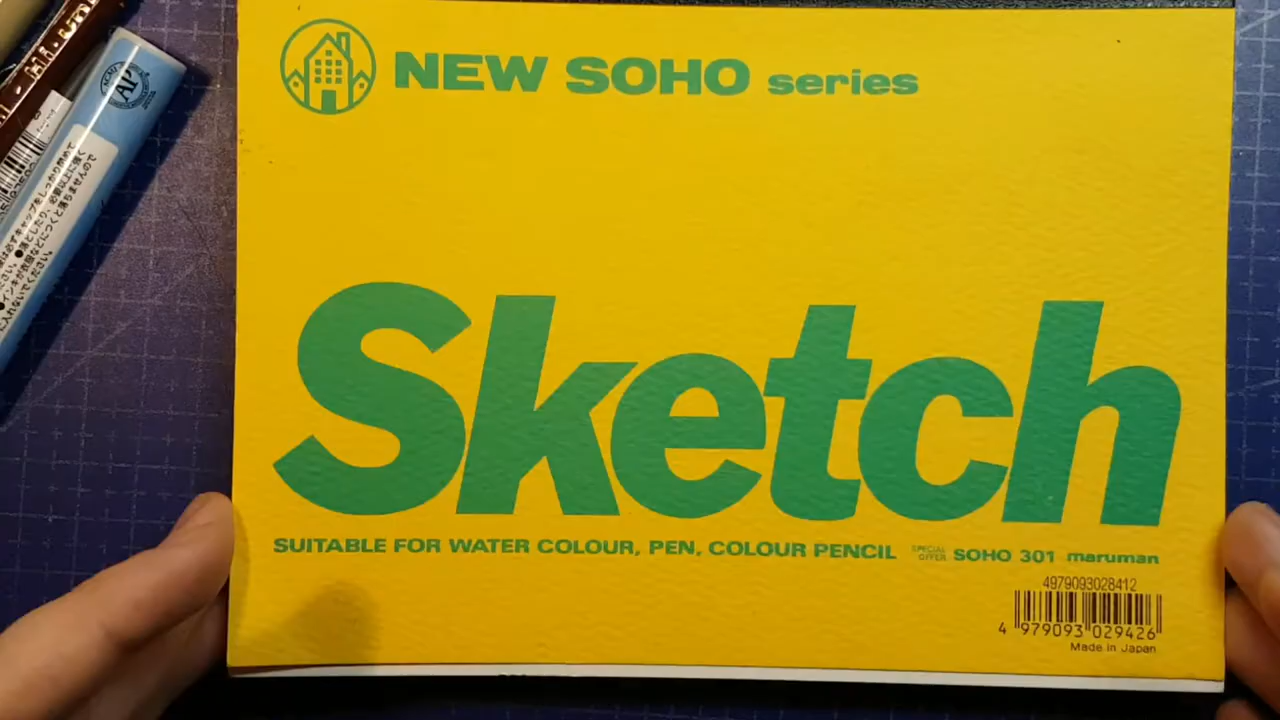 NEW SOHO series
Sketch
SUITABLE FOR WATER COLOUR, PEN, COLOUR PENCIL SPECIAL OFFER SOHO 301 maruman
4979093028412
4 979093 029426
Made in Japan
AP